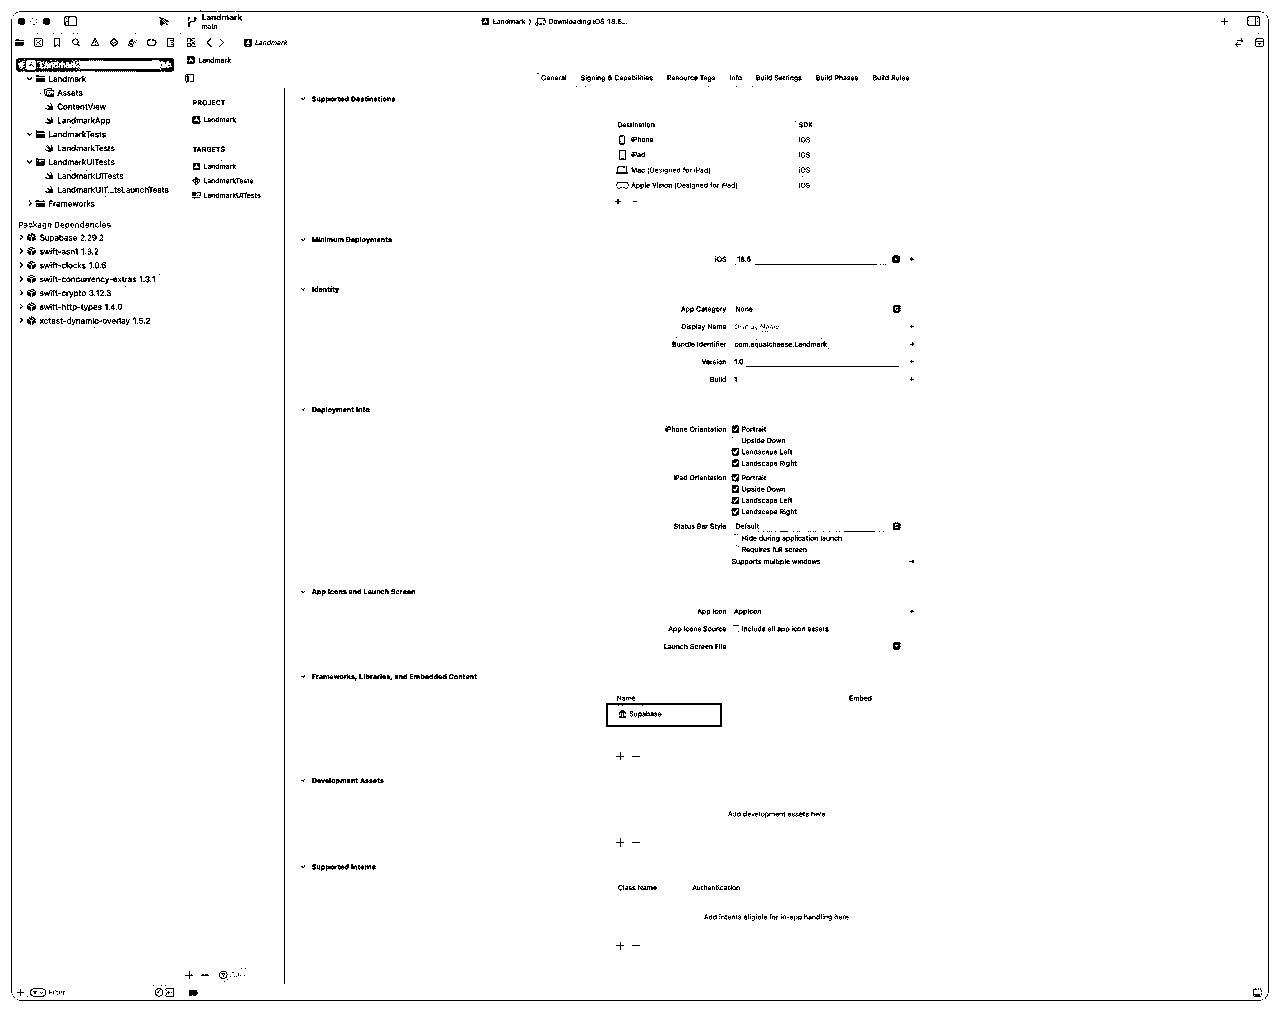 Landmark
main
Landmark ⟩ Downloading iOS 18.6...
Landmark
Landmark
Landmark
Landmark
Assets
ContentView
LandmarkApp
LandmarkTests
LandmarkTests
LandmarkUITests
LandmarkUITests
LandmarkUIT...tsLaunchTests
Frameworks
Package Dependencies
Supabase 2.29.2
swift-asn1 1.3.2
swift-clocks 1.0.6
swift-concurrency-extras 1.3.1
swift-crypto 3.12.3
swift-http-types 1.4.0
xctest-dynamic-overlay 1.5.2
Filter
PROJECT
Landmark
TARGETS
Landmark
LandmarkTests
LandmarkUITests
General Signing & Capabilities Resource Tags Info Build Settings Build Phases Build Rules
Supported Destinations
Destination SDK
iPhone iOS
iPad iOS
Mac (Designed for iPad) iOS
Apple Vision (Designed for iPad) iOS
Minimum Deployments
iOS 18.6
Identity
App Category None
Display Name Display Name
Bundle Identifier com.equalcheese.Landmark
Version 1.0
Build 1
Deployment Info
iPhone Orientation Portrait
Upside Down
Landscape Left
Landscape Right
iPad Orientation Portrait
Upside Down
Landscape Left
Landscape Right
Status Bar Style Default
Hide during application launch
Requires full screen
Supports multiple windows
App Icons and Launch Screen
App Icon AppIcon
App Icons Source Include all app icon assets
Launch Screen File
Frameworks, Libraries, and Embedded Content
Name Embed
Supabase
Development Assets
Add development assets here
Supported Intents
Class Name Authentication
Add intents eligible for in-app handling here